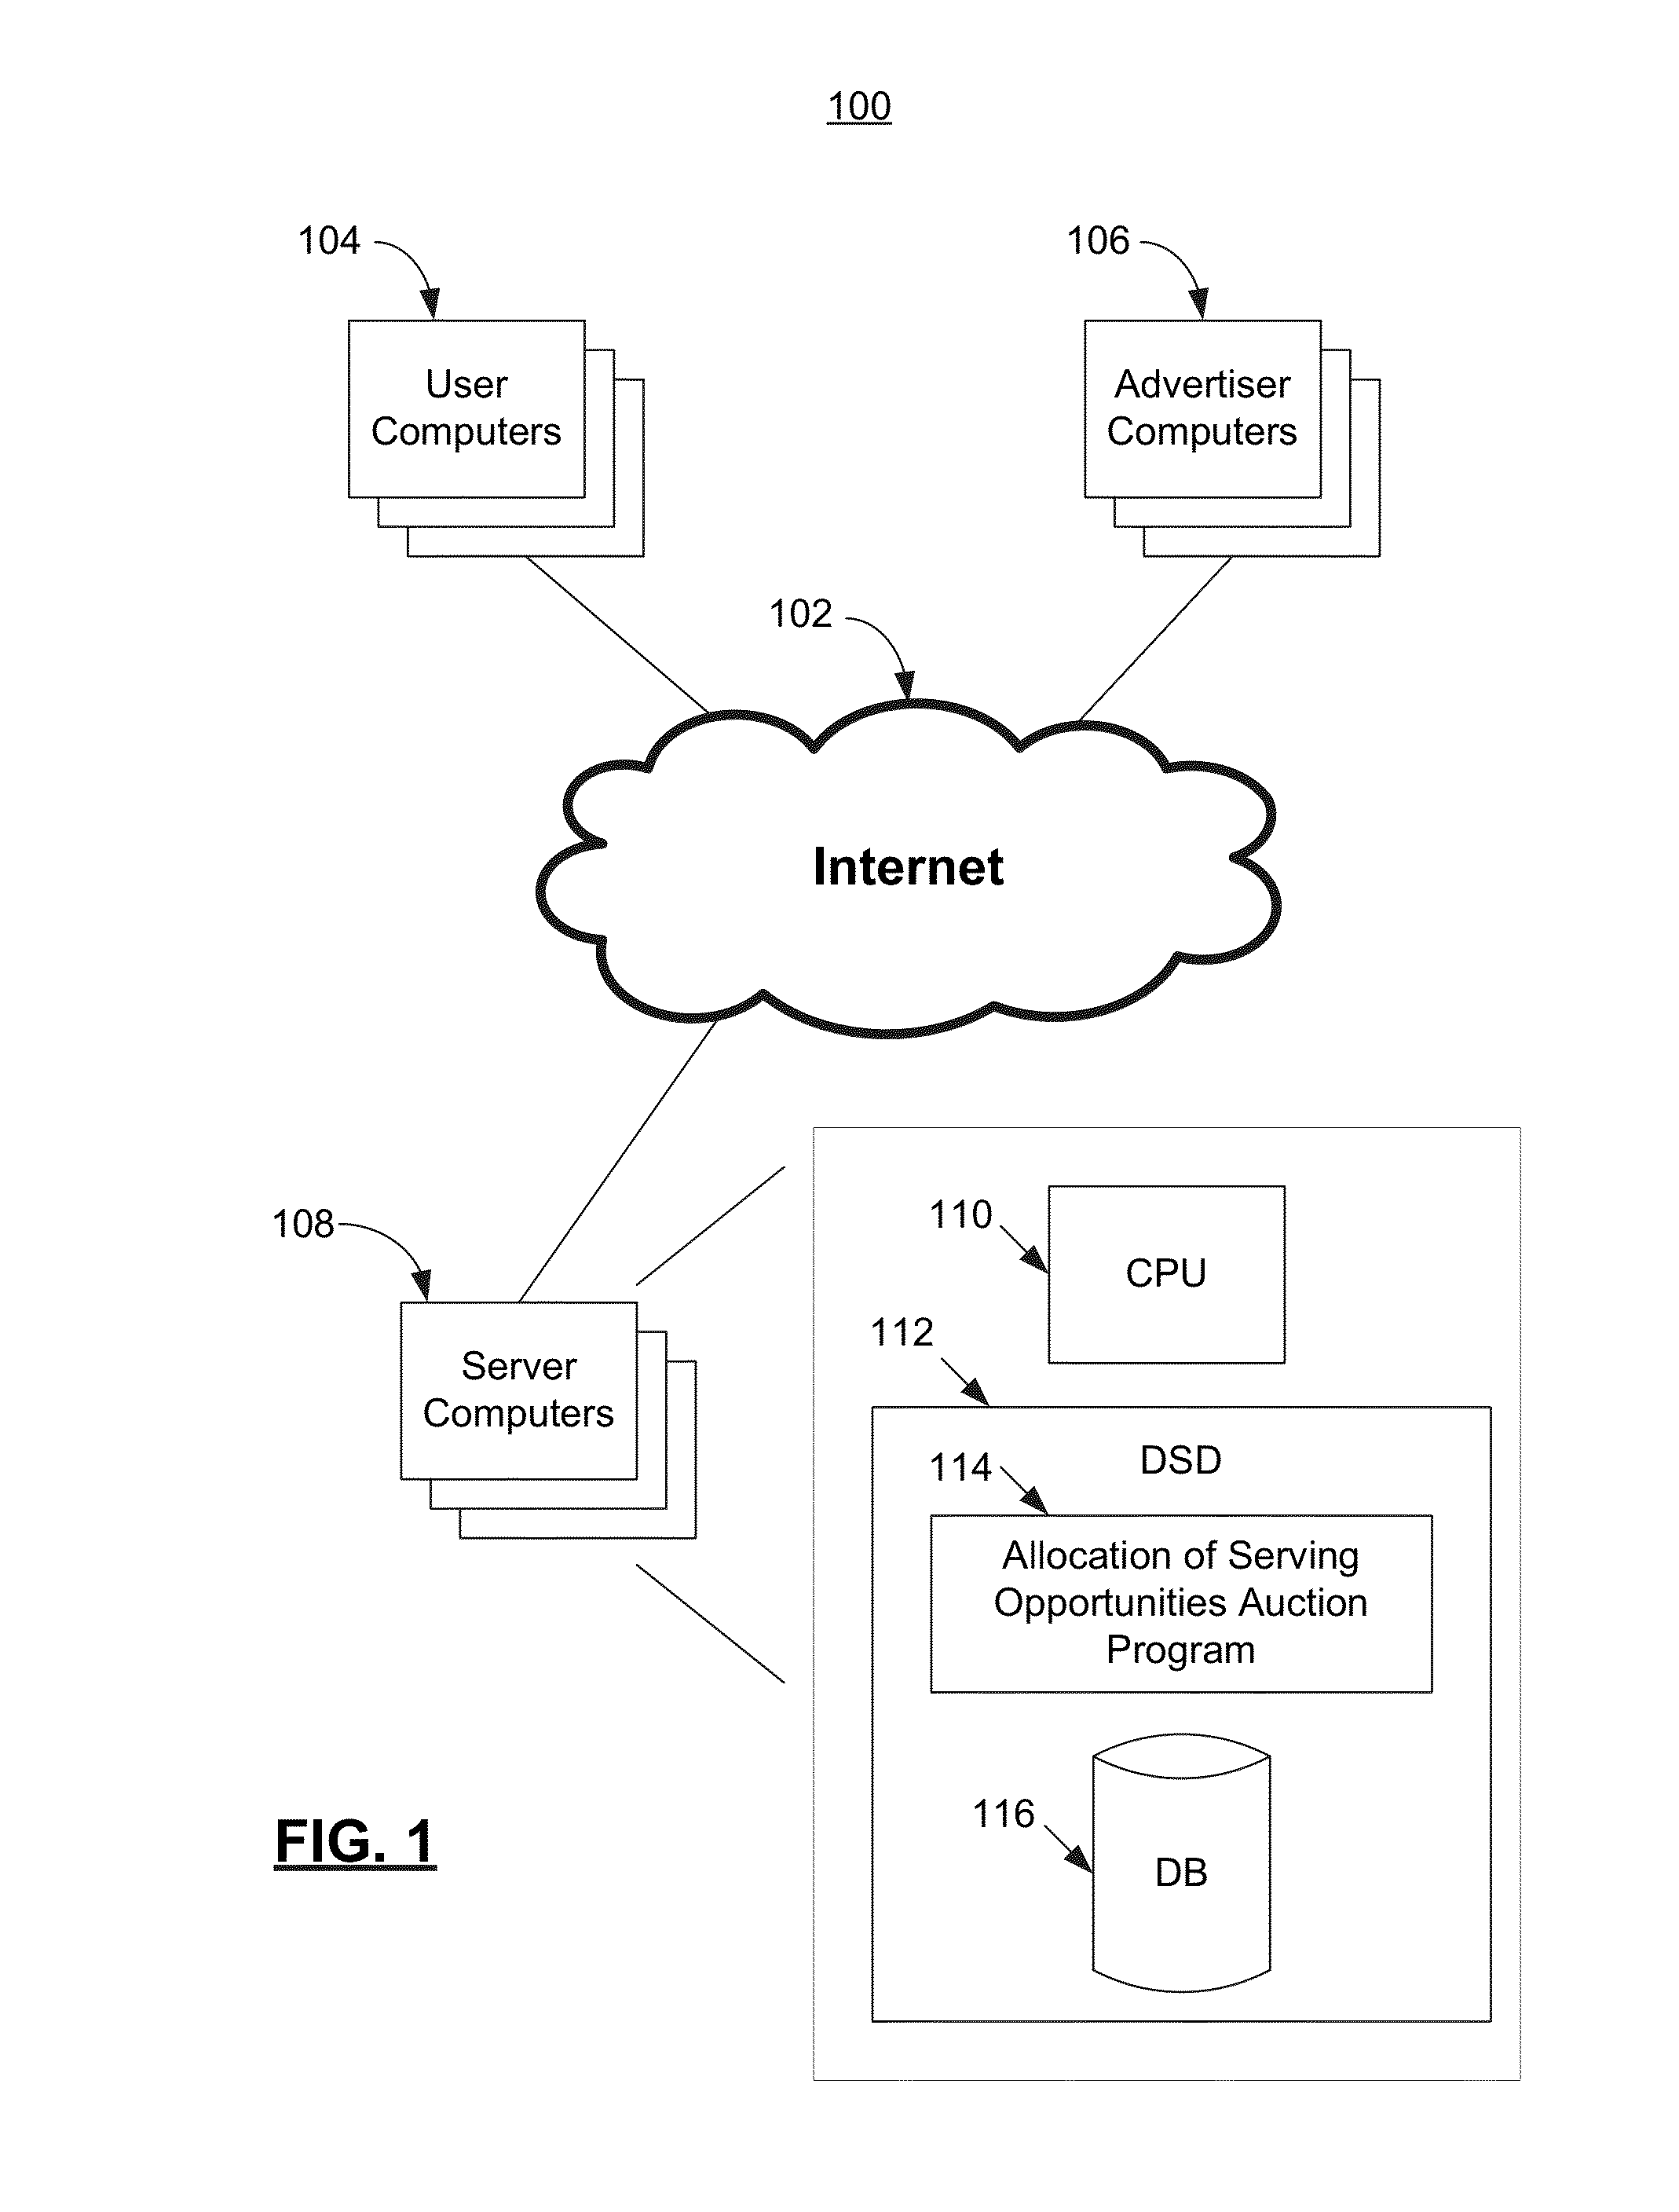 100
104
106
User
Computers
Advertiser
Computers
102
Internet
110
108
CPU
112
Server
Computers
DSD
114
Allocation of Serving
Opportunities Auction
Program
116
DB
FIG. 1